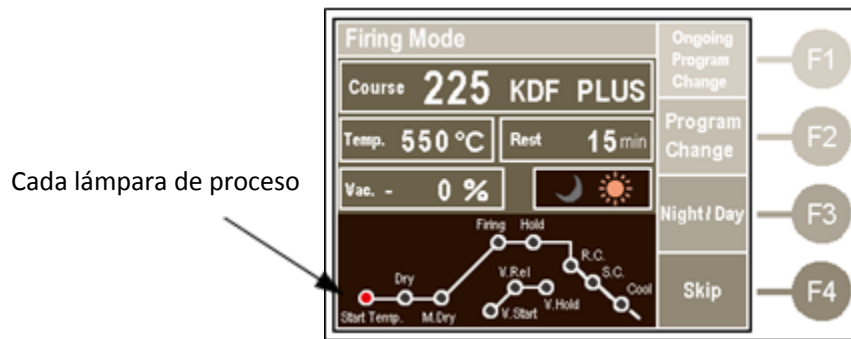 Firing Mode
Course 225 KDF PLUS
Temp. 550 °C Rest 15 min
Vac. - 0 %
Ongoing
Program
Change
F1
Program
Change
F2
Night/Day
F3
Skip
F4
Cada lámpara de proceso
Firing Hold
R.C.
Dry V.Rel S.C.
Cool
Start Temp. M.Dry V.Start V.Hold